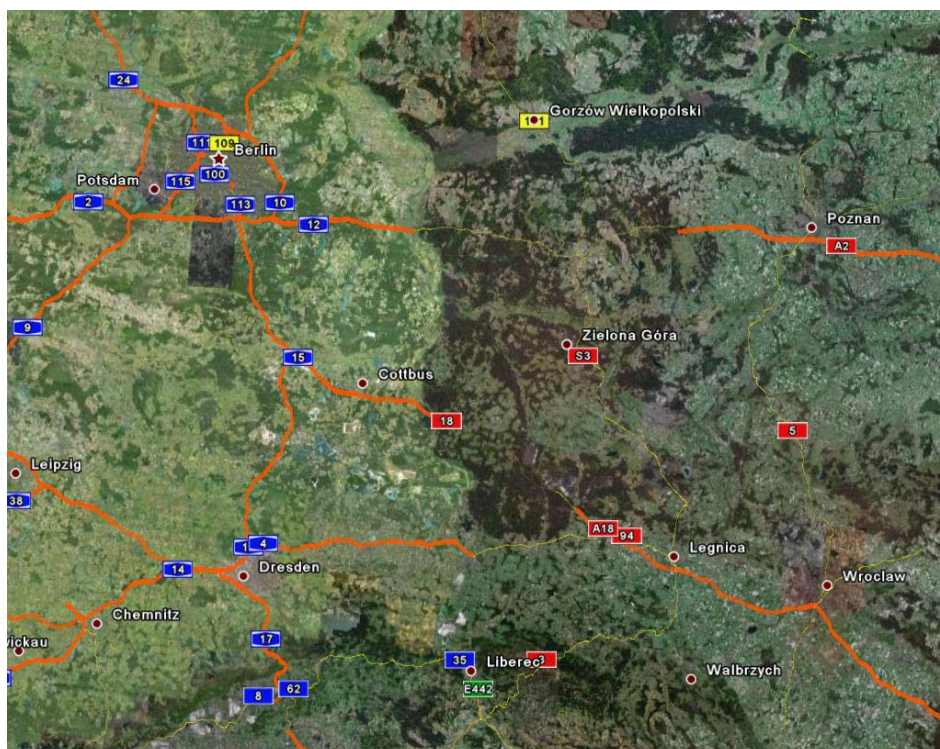 24
Gorzów Wielkopolski
109
Berlin
100
Potsdam
115
2
113
10
12
Poznan
A2
9
Zielona Góra
S3
15
Cottbus
18
5
Leipzig
38
A18
94
4
Legnica
14
Dresden
Wroclaw
Chemnitz
17
35
Liberec
3
Walbrzych
E442
8
62